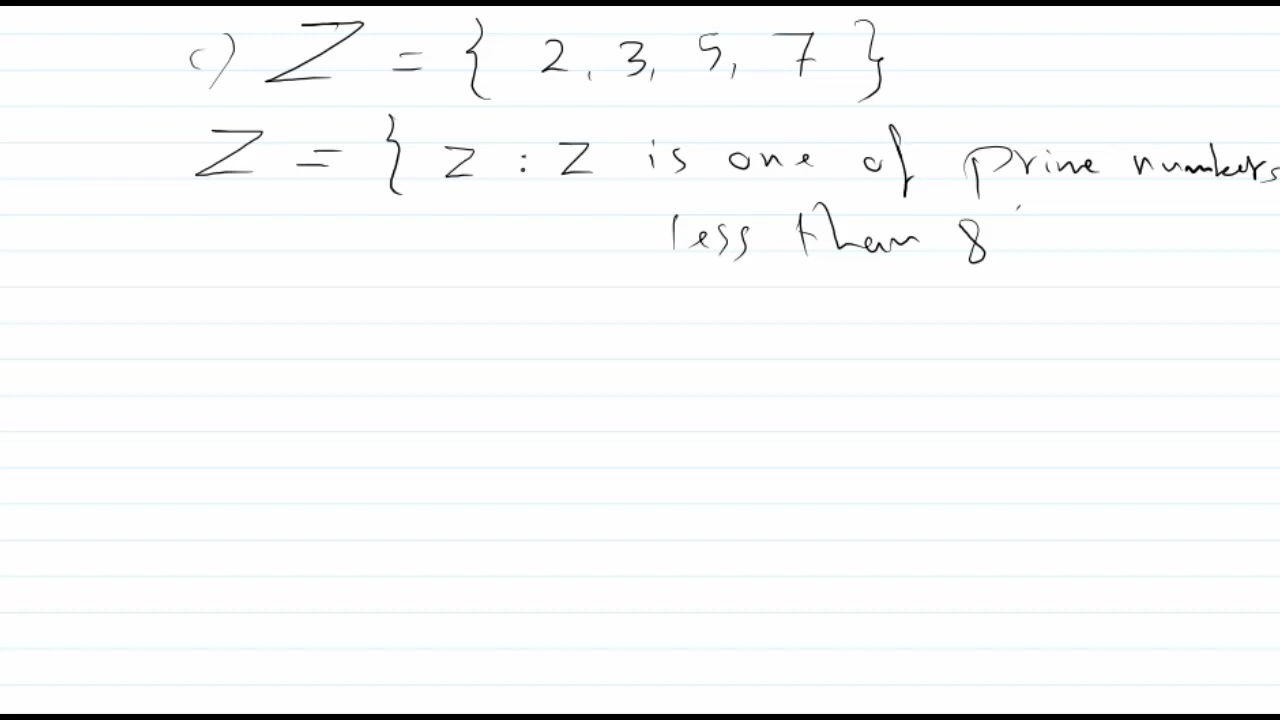 c) Z = { 2, 3, 5, 7 }
Z = { z : z is one of prime numbers
less than 8